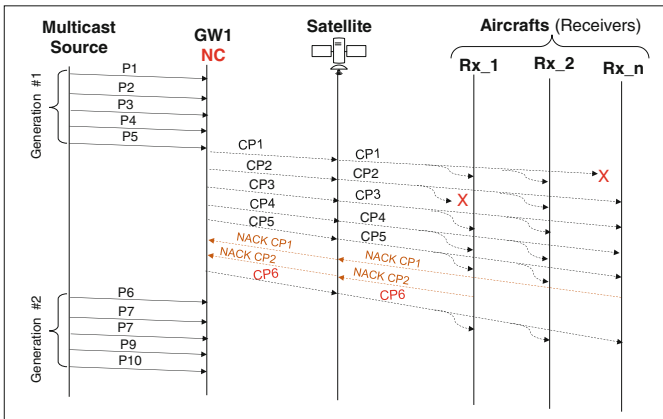 Multicast
Source
GW1
NC
Satellite
Aircrafts (Receivers)
Rx_1
Rx_2
Rx_n
Generation #1
P1
P2
P3
P4
P5
CP1
CP1
X
CP2
CP2
CP3
CP3
X
CP4
CP4
CP5
CP5
NACK CP1
NACK CP1
NACK CP2
NACK CP2
CP6
CP6
Generation #2
P6
P7
P7
P9
P10